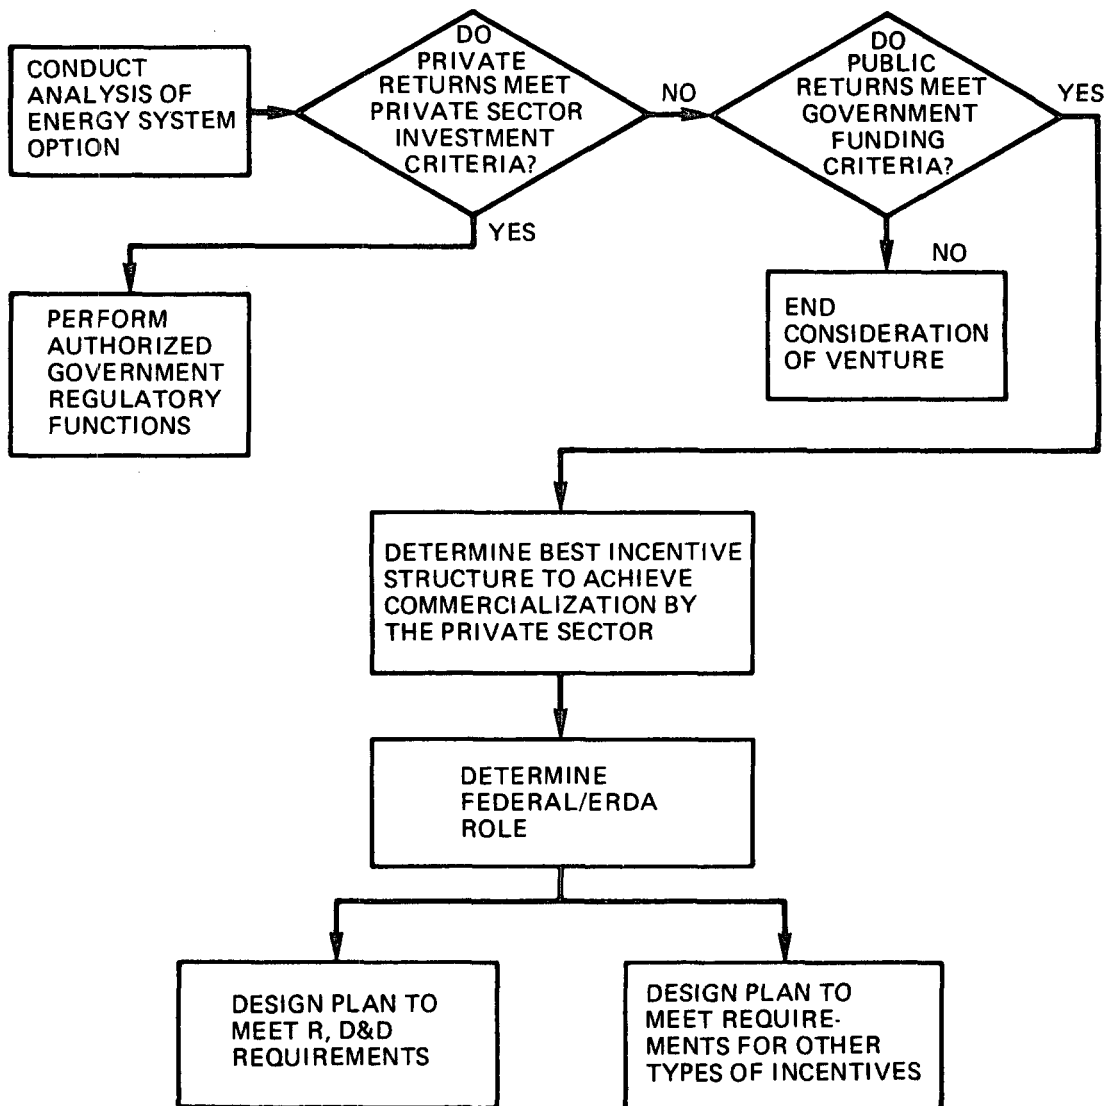 CONDUCT
ANALYSIS OF
ENERGY SYSTEM
OPTION
DO
PRIVATE
RETURNS MEET
PRIVATE SECTOR
INVESTMENT
CRITERIA?
NO
DO
PUBLIC
RETURNS MEET
GOVERNMENT
FUNDING
CRITERIA?
YES
YES
NO
PERFORM
AUTHORIZED
GOVERNMENT
REGULATORY
FUNCTIONS
END
CONSIDERATION
OF VENTURE
DETERMINE BEST INCENTIVE
STRUCTURE TO ACHIEVE
COMMERCIALIZATION BY
THE PRIVATE SECTOR
DETERMINE
FEDERAL/ERDA
ROLE
DESIGN PLAN TO
MEET R, D&D
REQUIREMENTS
DESIGN PLAN TO
MEET REQUIRE-
MENTS FOR OTHER
TYPES OF INCENTIVES